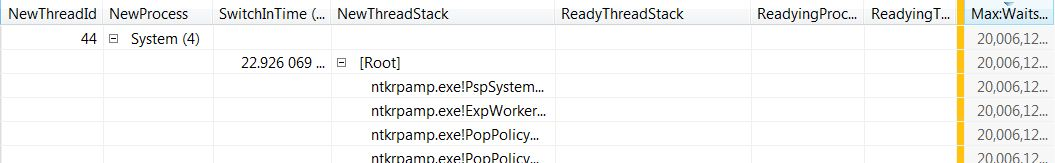 NewThreadId NewProcess SwitchInTime (... NewThreadStack ReadyThreadStack ReadyingProc... ReadyingT... Max:Waits...
44 System (4) 20,006,12...
22.926 069 ... [Root] 20,006,12...
ntkrpamp.exe!PspSystem... 20,006,12...
ntkrpamp.exe!ExpWorker... 20,006,12...
ntkrpamp.exe!PopPolicy... 20,006,12...
ntkrpamp.exe!PopPolicy... 20,006,12...